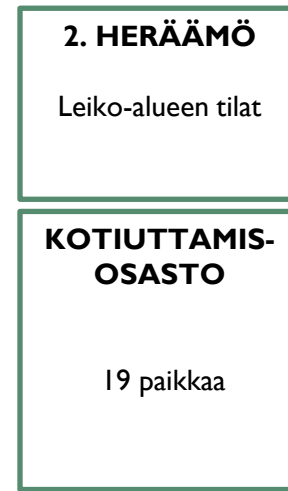 2. HERÄÄMÖ
Leiko-alueen tilat
KOTIUTTAMIS-
OSASTO
19 paikkaa